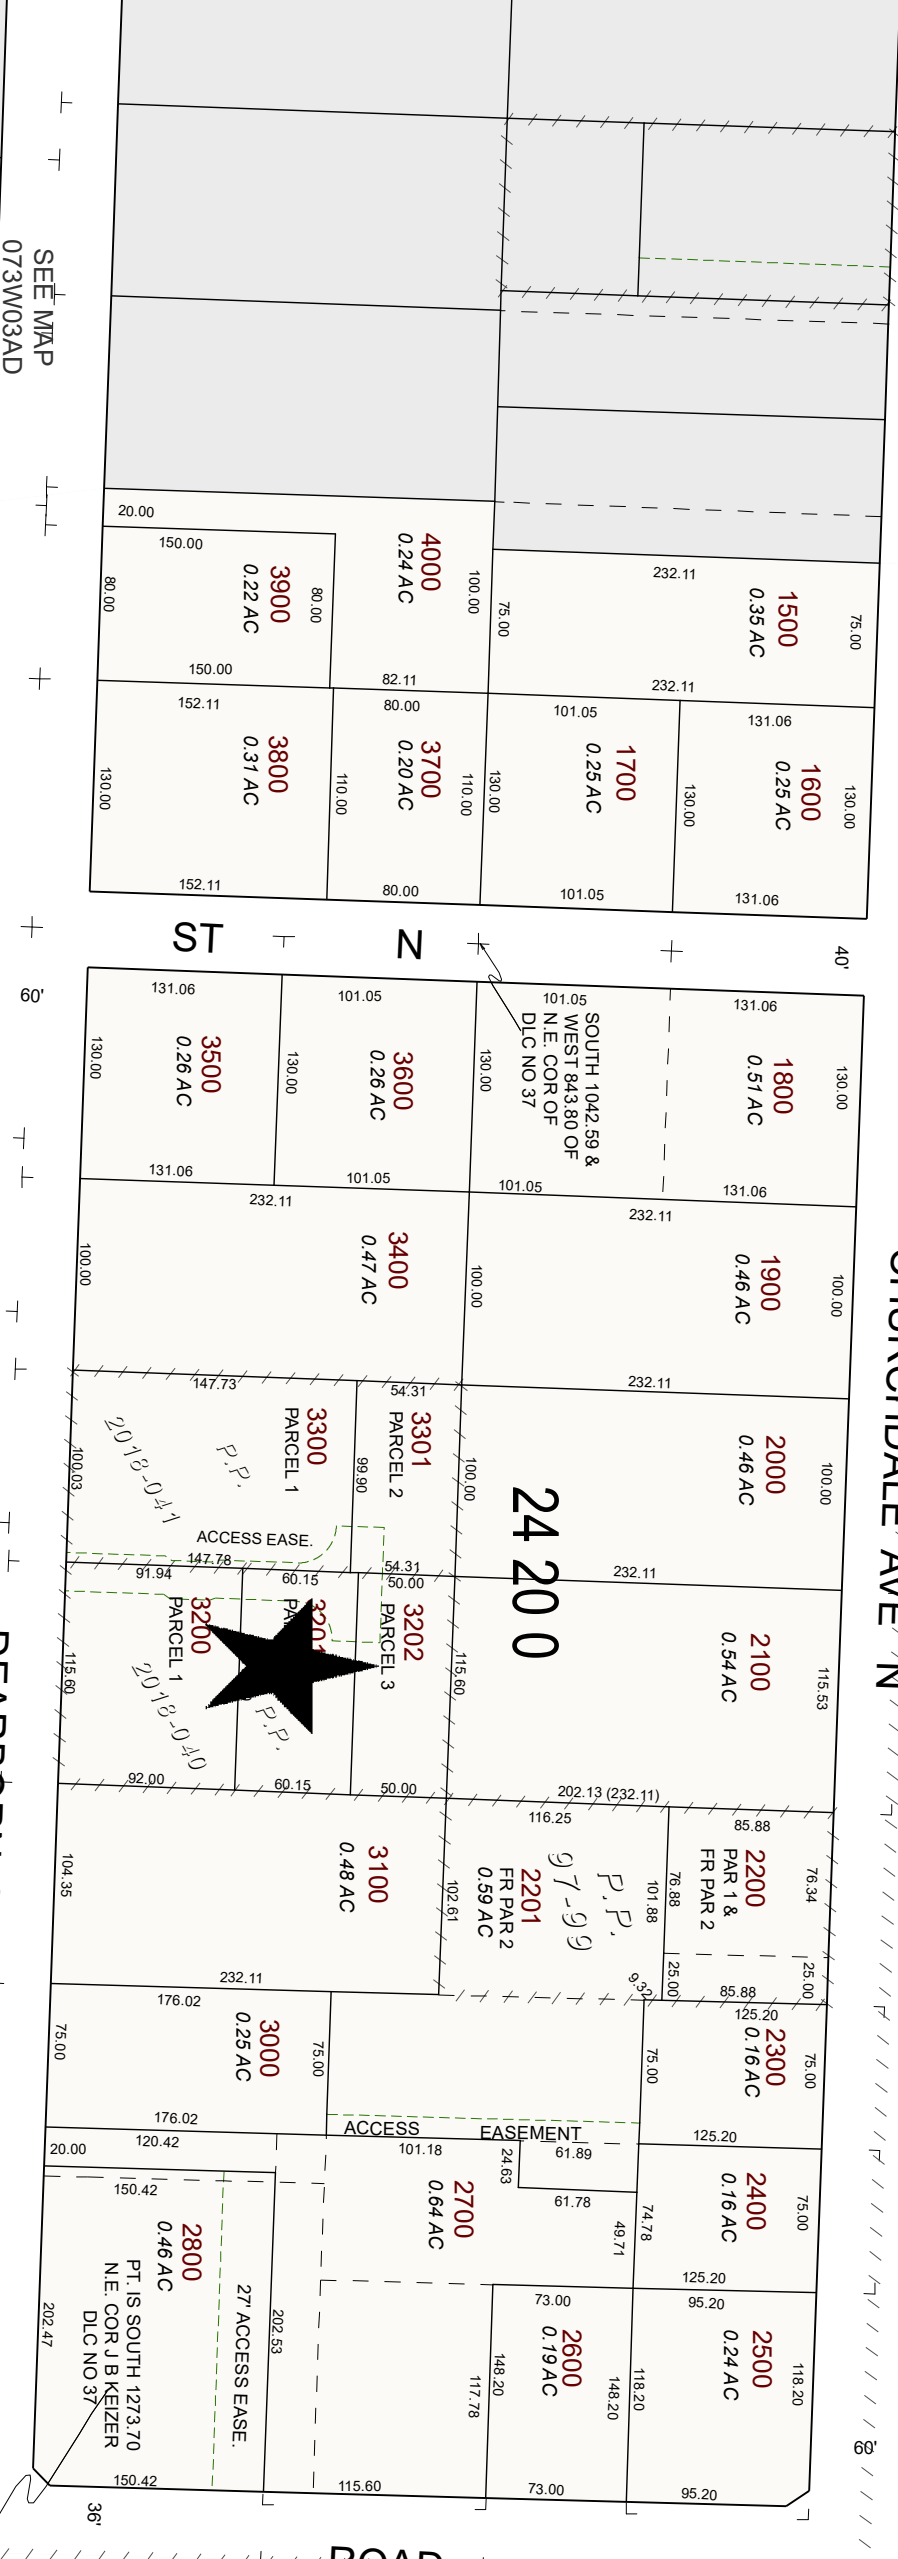 SEE MAP
073W03AD
20.00
150.00
80.00
3900
0.22 AC
80.00
150.00
4000
0.24 AC
100.00
82.11
75.00
232.11
1500
0.35 AC
75.00
232.11
152.11
130.00
3800
0.31 AC
110.00
152.11
80.00
3700
0.20 AC
110.00
80.00
101.05
130.00
1700
0.25 AC
130.00
101.05
131.06
1600
0.25 AC
130.00
131.06
ST N
40'
60'
131.06
130.00
3500
0.26 AC
130.00
131.06
101.05
3600
0.26 AC
130.00
101.05
101.05
SOUTH 1042.59 &
WEST 843.80 OF
N.E. COR OF
DLC NO 37
101.05
131.06
1800
0.51 AC
130.00
131.06
232.11
100.00
3400
0.47 AC
100.00
232.11
1900
0.46 AC
100.00
232.11
CHURCHDALE AVE N
147.73
3300
PARCEL 1
P.P.
2018-041
100.03
99.90
ACCESS EASE.
147.78
54.31
3301
PARCEL 2
100.00
54.31
2000
0.46 AC
100.00
232.11
24 20 0
91.94
3200
PARCEL 1
2018-040
115.60
92.00
60.15
P.P.
60.15
50.00
3202
PARCEL 3
115.60
50.00
2100
0.54 AC
115.53
202.13 (232.11)
104.35
3100
0.48 AC
102.61
232.11
116.25
P.P.
97-99
2201
FR PAR 2
0.59 AC
101.88
76.88
9.32
25.00
85.88
2200
PAR 1 &
FR PAR 2
76.34
25.00
85.88
176.02
3000
0.25 AC
75.00
75.00
176.02
125.20
2300
0.16 AC
75.00
75.00
125.20
ACCESS EASEMENT
120.42
20.00
101.18
24.63
61.89
61.78
2700
0.64 AC
49.71
74.78
2400
0.16 AC
75.00
125.20
150.42
2800
0.46 AC
PT. IS SOUTH 1273.70
N.E. COR J B KEIZER
DLC NO 37
27' ACCESS EASE.
202.47
202.53
150.42
115.60
117.78
73.00
2600
0.19 AC
148.20
148.20
73.00
95.20
2500
0.24 AC
118.20
118.20
95.20
60'
36'
ROAD